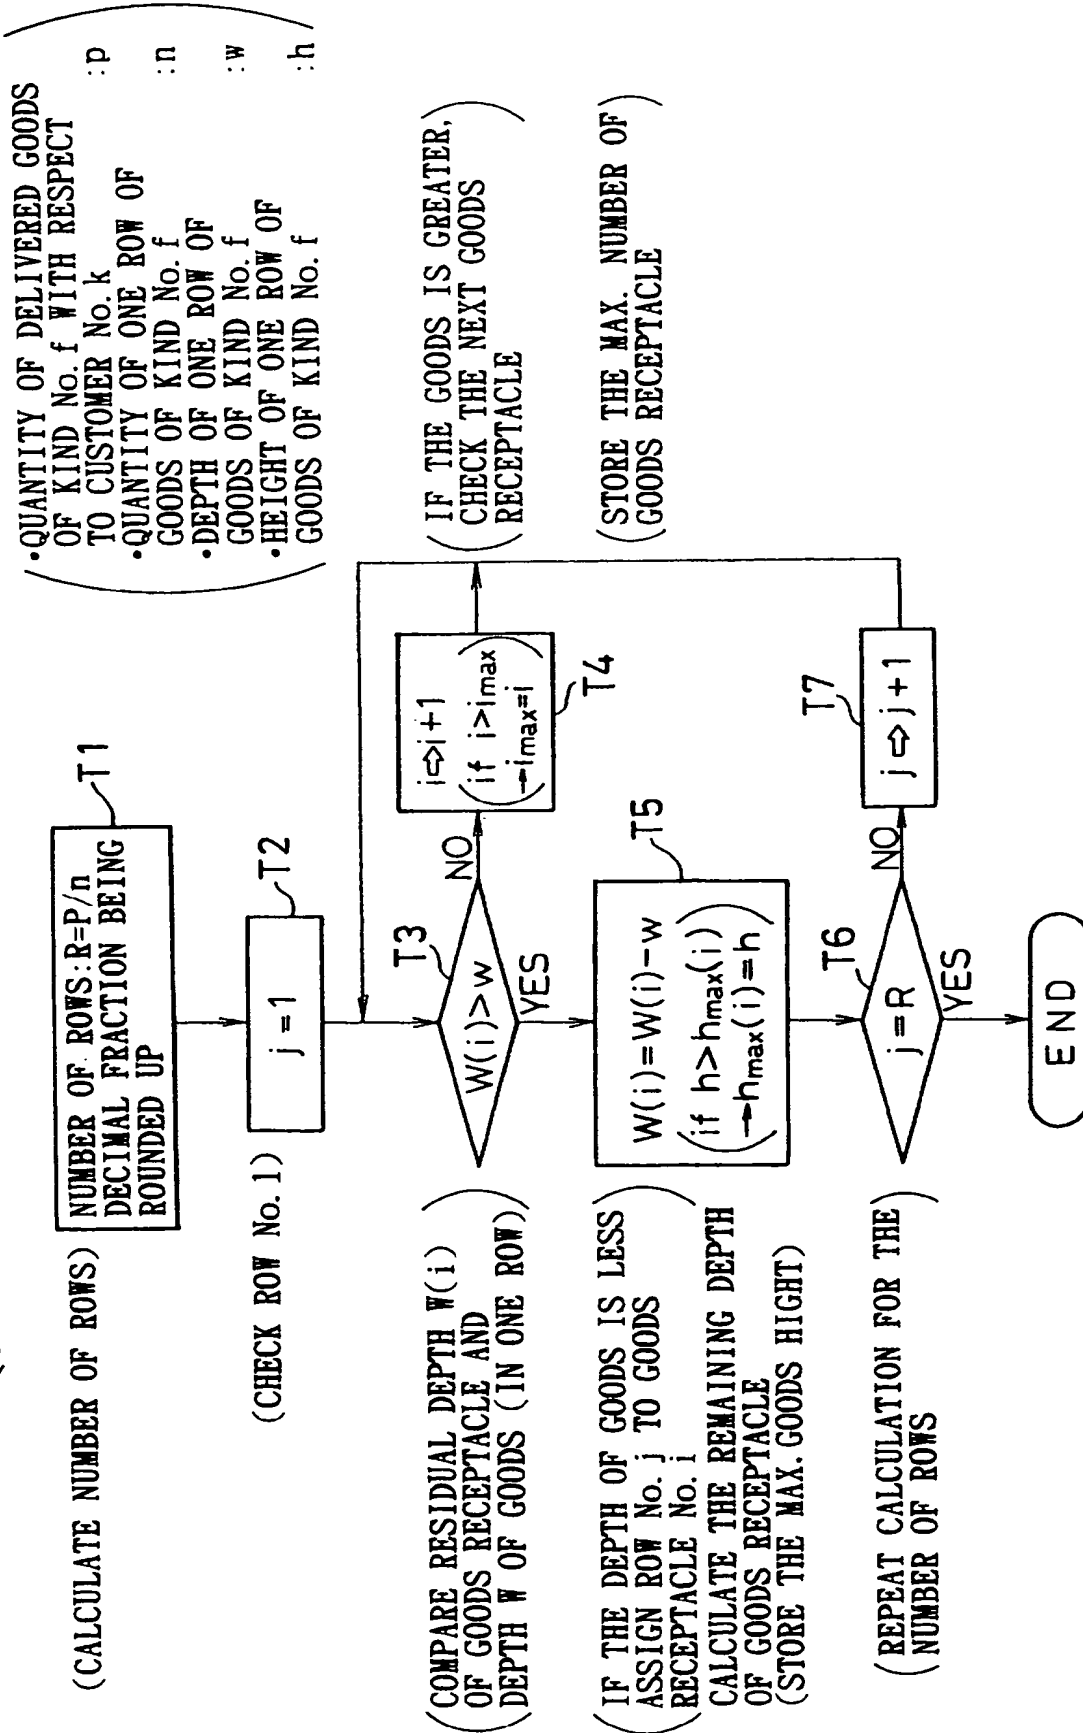 •QUANTITY OF DELIVERED GOODS
OF KIND No. f WITH RESPECT
TO CUSTOMER No. k :p
•QUANTITY OF ONE ROW OF
GOODS OF KIND No. f :n
•DEPTH OF ONE ROW OF
GOODS OF KIND No. f :w
•HEIGHT OF ONE ROW OF
GOODS OF KIND No. f :h
(CALCULATE NUMBER OF ROWS)
NUMBER OF ROWS:R=P/n
DECIMAL FRACTION BEING
ROUNDED UP
T1
(CHECK ROW No. 1)
j=1
T2
(COMPARE RESIDUAL DEPTH W(i)
OF GOODS RECEPTACLE AND
DEPTH W OF GOODS (IN ONE ROW))
W(i)>w
T3
NO
YES
i⇨i+1
(if i>imax
→imax=i)
T4
(IF THE GOODS IS GREATER,
CHECK THE NEXT GOODS
RECEPTACLE)
(IF THE DEPTH OF GOODS IS LESS
ASSIGN ROW No. j TO GOODS
RECEPTACLE No. i)
CALCULATE THE REMAINING DEPTH
OF GOODS RECEPTACLE
(STORE THE MAX. GOODS HIGHT)
W(i)=W(i)-w
(if h>hmax(i)
→hmax(i)=h)
T5
(STORE THE MAX. NUMBER OF
GOODS RECEPTACLE)
(REPEAT CALCULATION FOR THE
NUMBER OF ROWS)
j=R
T6
NO
YES
j⇨j+1
T7
END